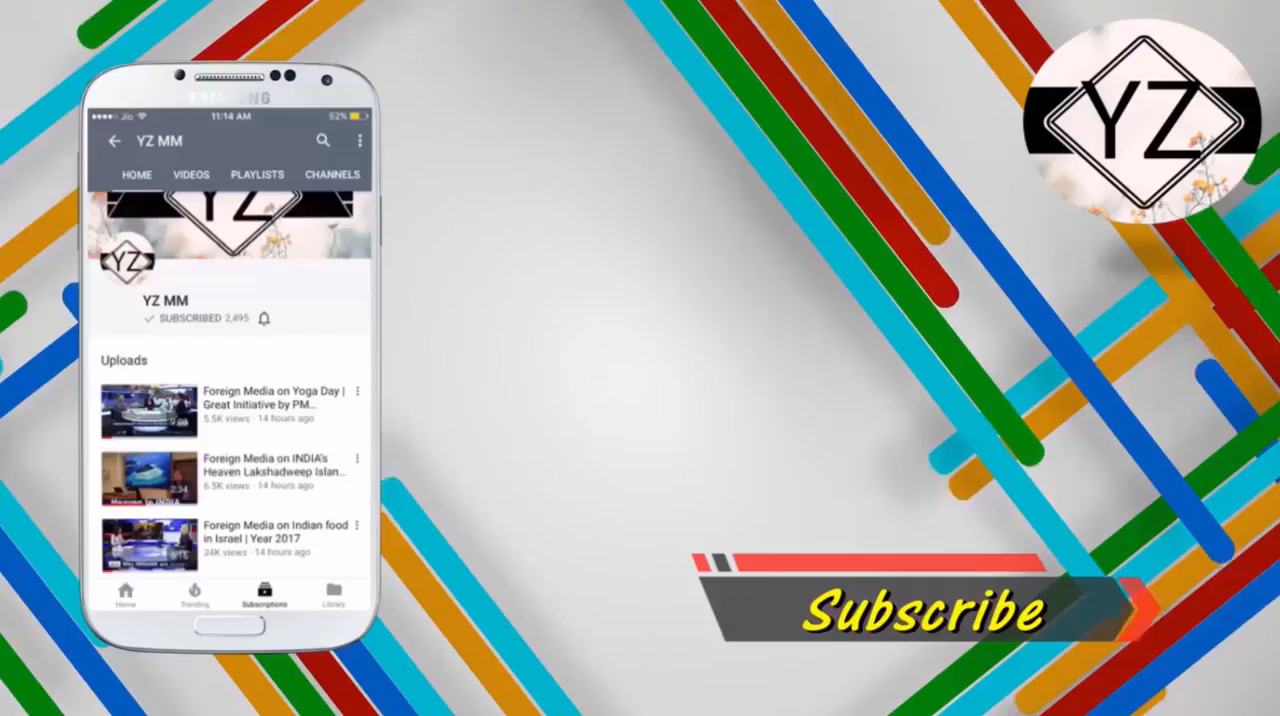 SAMSUNG
Jio
11:14 AM
52%
YZ MM
HOME VIDEOS PLAYLISTS CHANNELS
YZ
YZ
YZ MM
SUBSCRIBED 2,495
Uploads
Foreign Media on Yoga Day |
Great Initiative by PM...
5.5K views · 14 hours ago
Foreign Media on INDIA's
Heaven Lakshadweep Islan...
6.5K views · 14 hours ago
2:34
Foreign Media on Indian food
in Israel | Year 2017
24K views · 14 hours ago
Home Trending Subscriptions Library
YZ
Subscribe